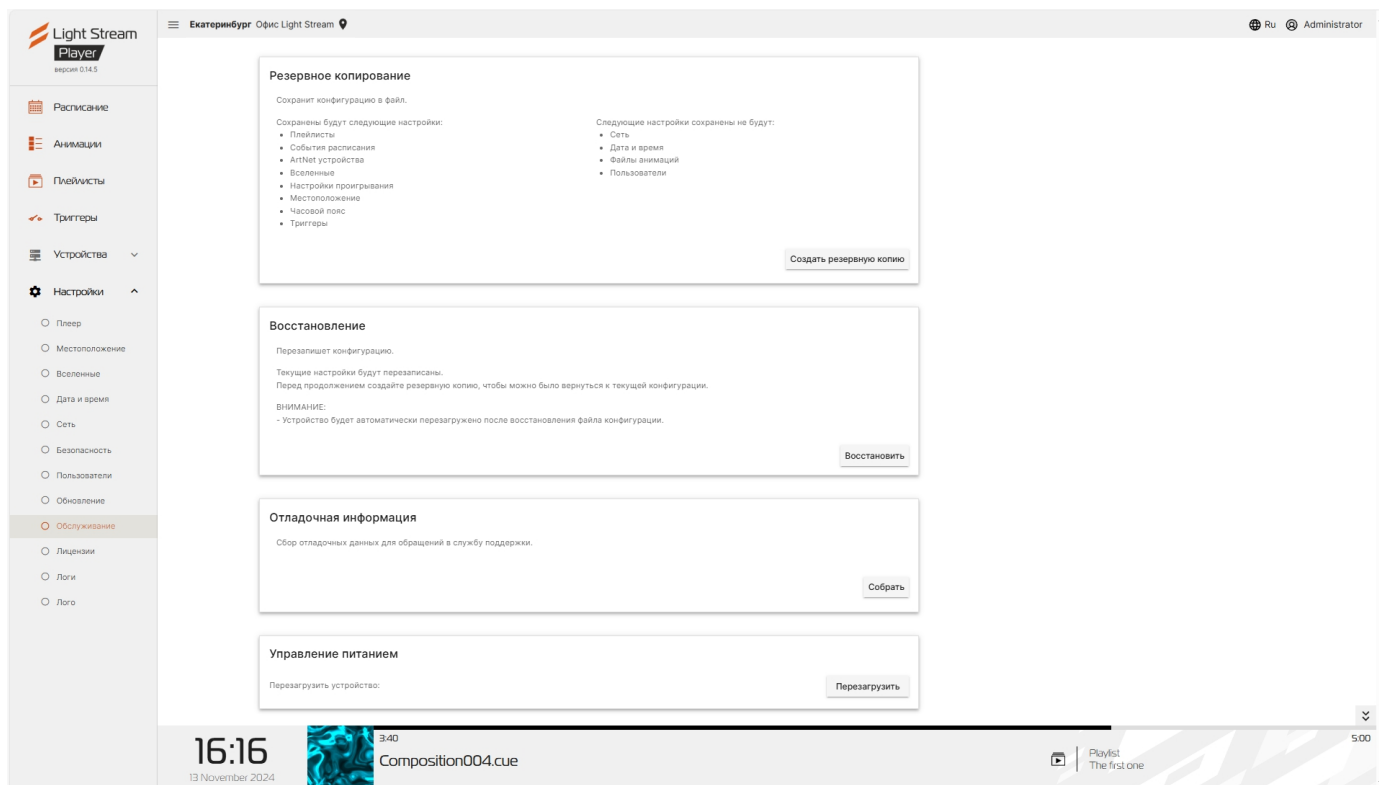 Light Stream
Player
версия 0.14.5
Екатеринбург Офис Light Stream
Ru Administrator
Расписание
Анимации
Плейлисты
Триггеры
Устройства
Настройки
Плеер
Местоположение
Вселенные
Дата и время
Сеть
Безопасность
Пользователи
Обновление
Обслуживание
Лицензии
Логи
Лого
Резервное копирование
Сохранит конфигурацию в файл.
Сохранены будут следующие настройки:
Плейлисты
События расписания
ArtNet устройства
Вселенные
Настройки проигрывания
Местоположение
Часовой пояс
Триггеры
Следующие настройки сохранены не будут:
Сеть
Дата и время
Файлы анимаций
Пользователи
Создать резервную копию
Восстановление
Перезапишет конфигурацию.
Текущие настройки будут перезаписаны.
Перед продолжением создайте резервную копию, чтобы можно было вернуться к текущей конфигурации.
ВНИМАНИЕ:
- Устройство будет автоматически перезагружено после восстановления файла конфигурации.
Восстановить
Отладочная информация
Сбор отладочных данных для обращений в службу поддержки.
Собрать
Управление питанием
Перезагрузить устройство:
Перезагрузить
16:16
13 November 2024
3:40
Composition004.cue
Playlist
The first one
5:00